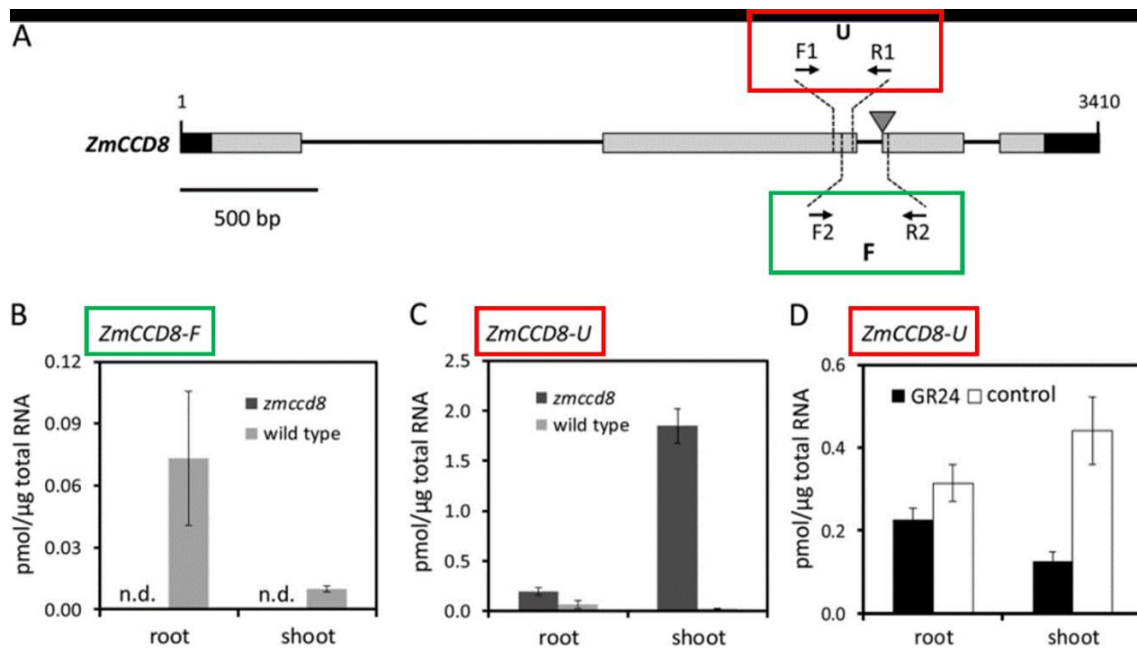 A
U
F1 R1
1
3410
ZmCCD8
500 bp
F2 R2
F
B
ZmCCD8-F
0.12
0.09
0.06
0.03
0.00
pmol/µg total RNA
zmccd8
wild type
n.d.
n.d.
root shoot
C
ZmCCD8-U
2.5
2.0
1.5
1.0
0.5
0.0
pmol/µg total RNA
zmccd8
wild type
root shoot
D
ZmCCD8-U
0.6
0.4
0.2
0.0
pmol/µg total RNA
GR24 control
root shoot